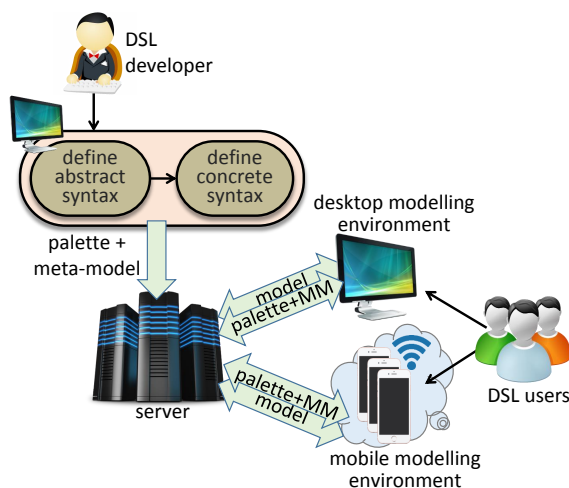 DSL
developer
define
abstract
syntax
define
concrete
syntax
palette +
meta-model
desktop modelling
environment
model
palette+MM
palette+MM
model
server
DSL users
mobile modelling
environment